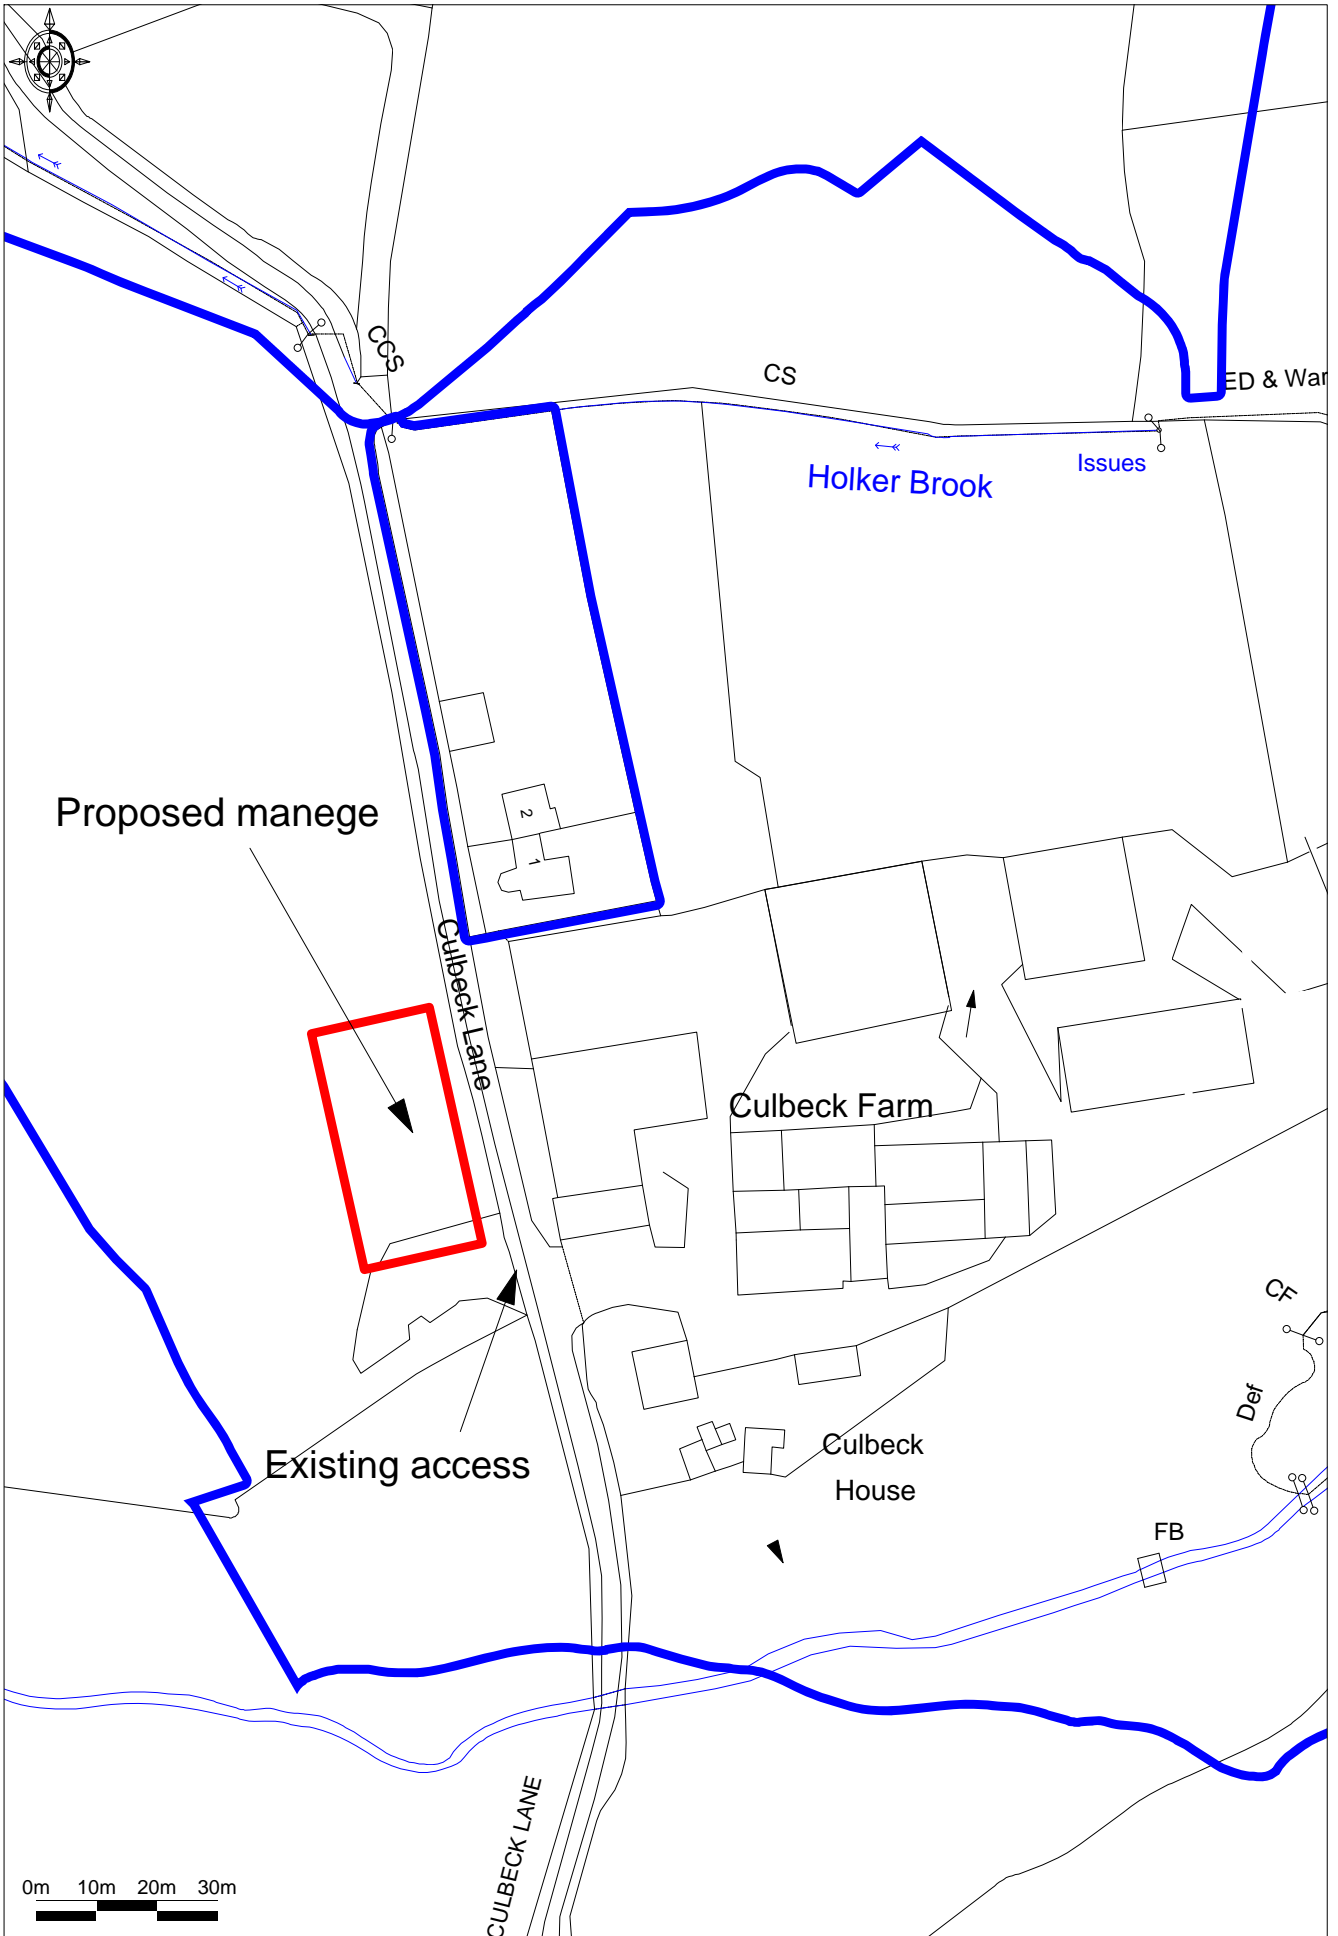 CCS
CS
ED & War
Issues
Holker Brook
2
1
Proposed manege
Culbeck Lane
Culbeck Farm
CF
Def
Existing access
Culbeck
House
FB
CULBECK LANE
0m 10m 20m 30m